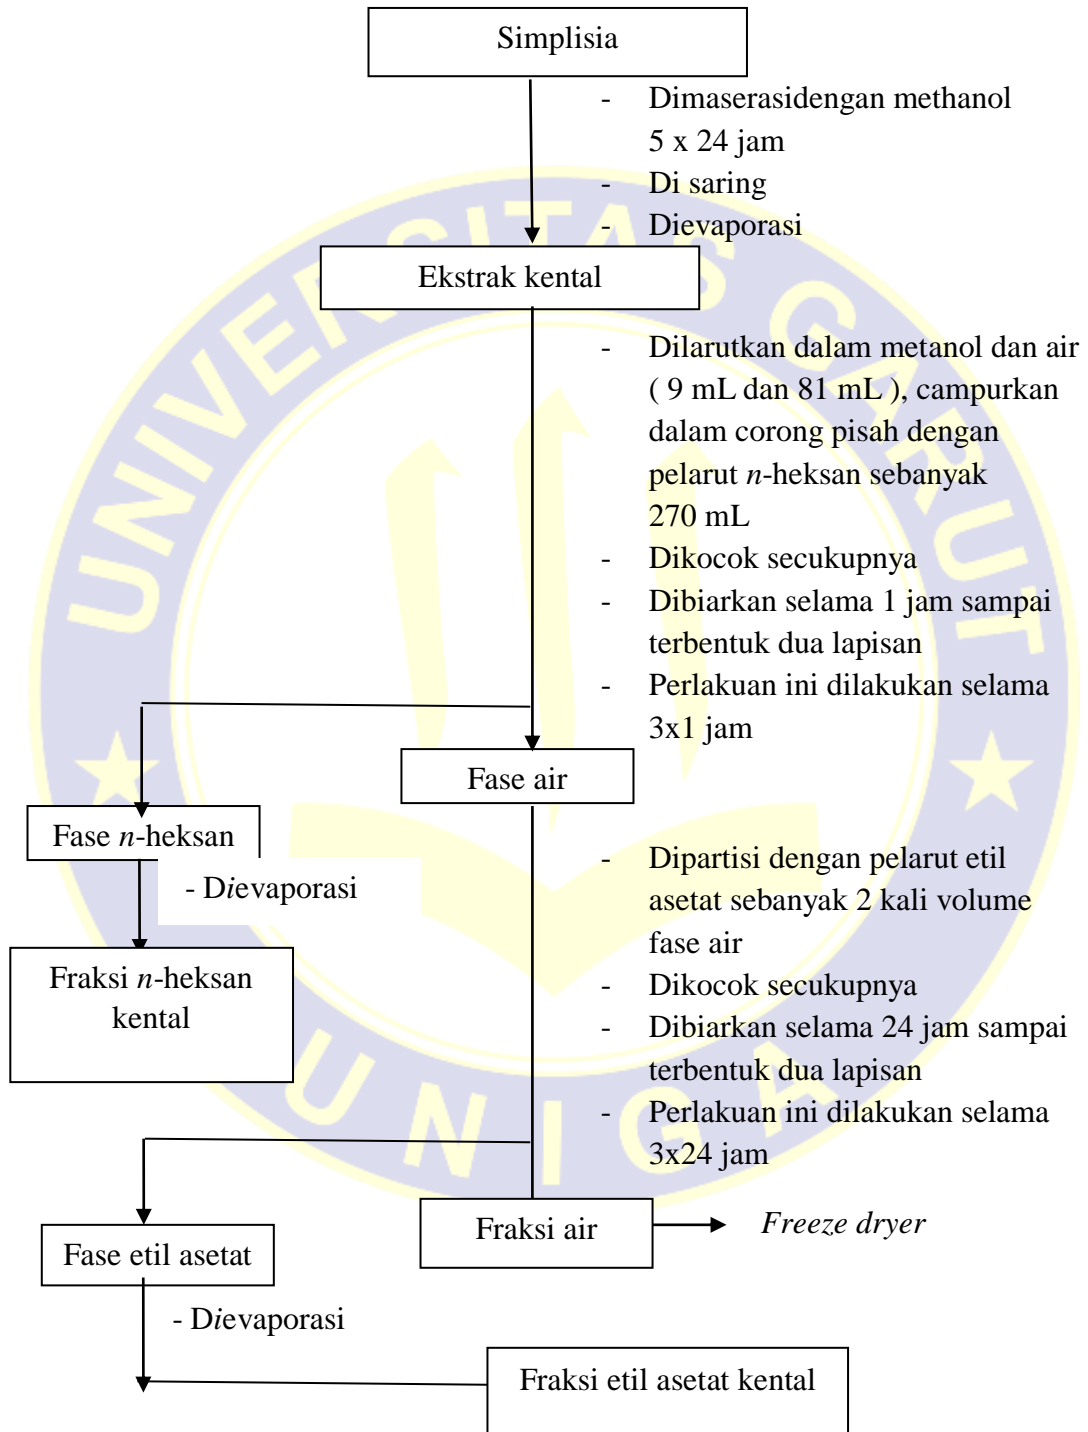 Simplisia
- Dimaserasidengan methanol
5 x 24 jam
- Di saring
- Dievaporasi
Ekstrak kental
- Dilarutkan dalam metanol dan air
( 9 mL dan 81 mL ), campurkan
dalam corong pisah dengan
pelarut n-heksan sebanyak
270 mL
- Dikocok secukupnya
- Dibiarkan selama 1 jam sampai
terbentuk dua lapisan
- Perlakuan ini dilakukan selama
3x1 jam
Fase air
Fase n-heksan
- Dievaporasi
Fraksi n-heksan
kental
- Dipartisi dengan pelarut etil
asetat sebanyak 2 kali volume
fase air
- Dikocok secukupnya
- Dibiarkan selama 24 jam sampai
terbentuk dua lapisan
- Perlakuan ini dilakukan selama
3x24 jam
Fraksi air
Freeze dryer
Fase etil asetat
- Dievaporasi
Fraksi etil asetat kental
UNIVERSITAS GARUT
UNIGA